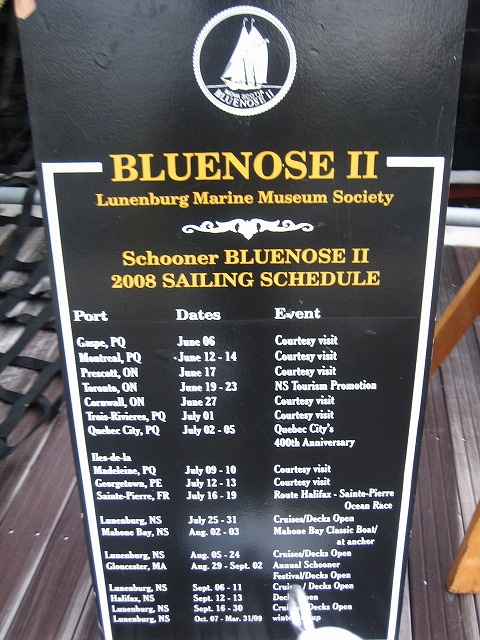 NOVA SCOTIA
BLUENOSE II
BLUENOSE II
Lunenburg Marine Museum Society
Schooner BLUENOSE II
2008 SAILING SCHEDULE
Port Dates Event
Gaspe, PQ June 06 Courtesy visit
Montreal, PQ June 12 - 14 Courtesy visit
Prescott, ON June 17 Courtesy visit
Toronto, ON June 19 - 23 NS Tourism Promotion
Cornwall, ON June 27 Courtesy visit
Trois-Rivieres, PQ July 01 Courtesy visit
Quebec City, PQ July 02 - 05 Quebec City's
400th Anniversary
Iles-de-la
Madeleine, PQ July 09 - 10 Courtesy visit
Georgetown, PE July 12 - 13 Courtesy visit
Sainte-Pierre, FR July 16 - 19 Route Halifax - Sainte-Pierre
Ocean Race
Lunenburg, NS July 25 - 31 Cruises/Decks Open
Mahone Bay, NS Aug. 02 - 03 Mahone Bay Classic Boat/
at anchor
Lunenburg, NS Aug. 05 - 24 Cruises/Decks Open
Gloucester, MA Aug. 29 - Sept. 02 Annual Schooner
Festival/Decks Open
Lunenburg, NS Sept. 06 - 11 / Decks Open
Halifax, NS Sept. 12 - 13 Open
Lunenburg, NS Sept. 16 - 30 Open
Lunenburg, NS Oct. 07 - Mar. 31/09